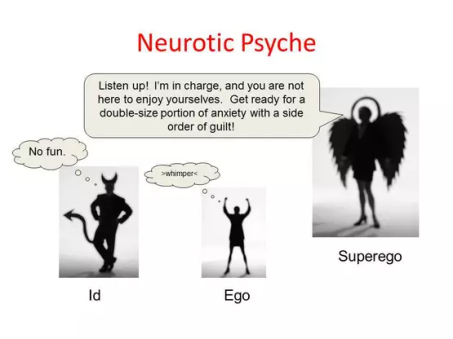 Neurotic Psyche
Listen up!  I'm in charge, and you are not
here to enjoy yourselves.  Get ready for a
double-size portion of anxiety with a side
order of guilt!
No fun.
>whimper<
Superego
Id
Ego